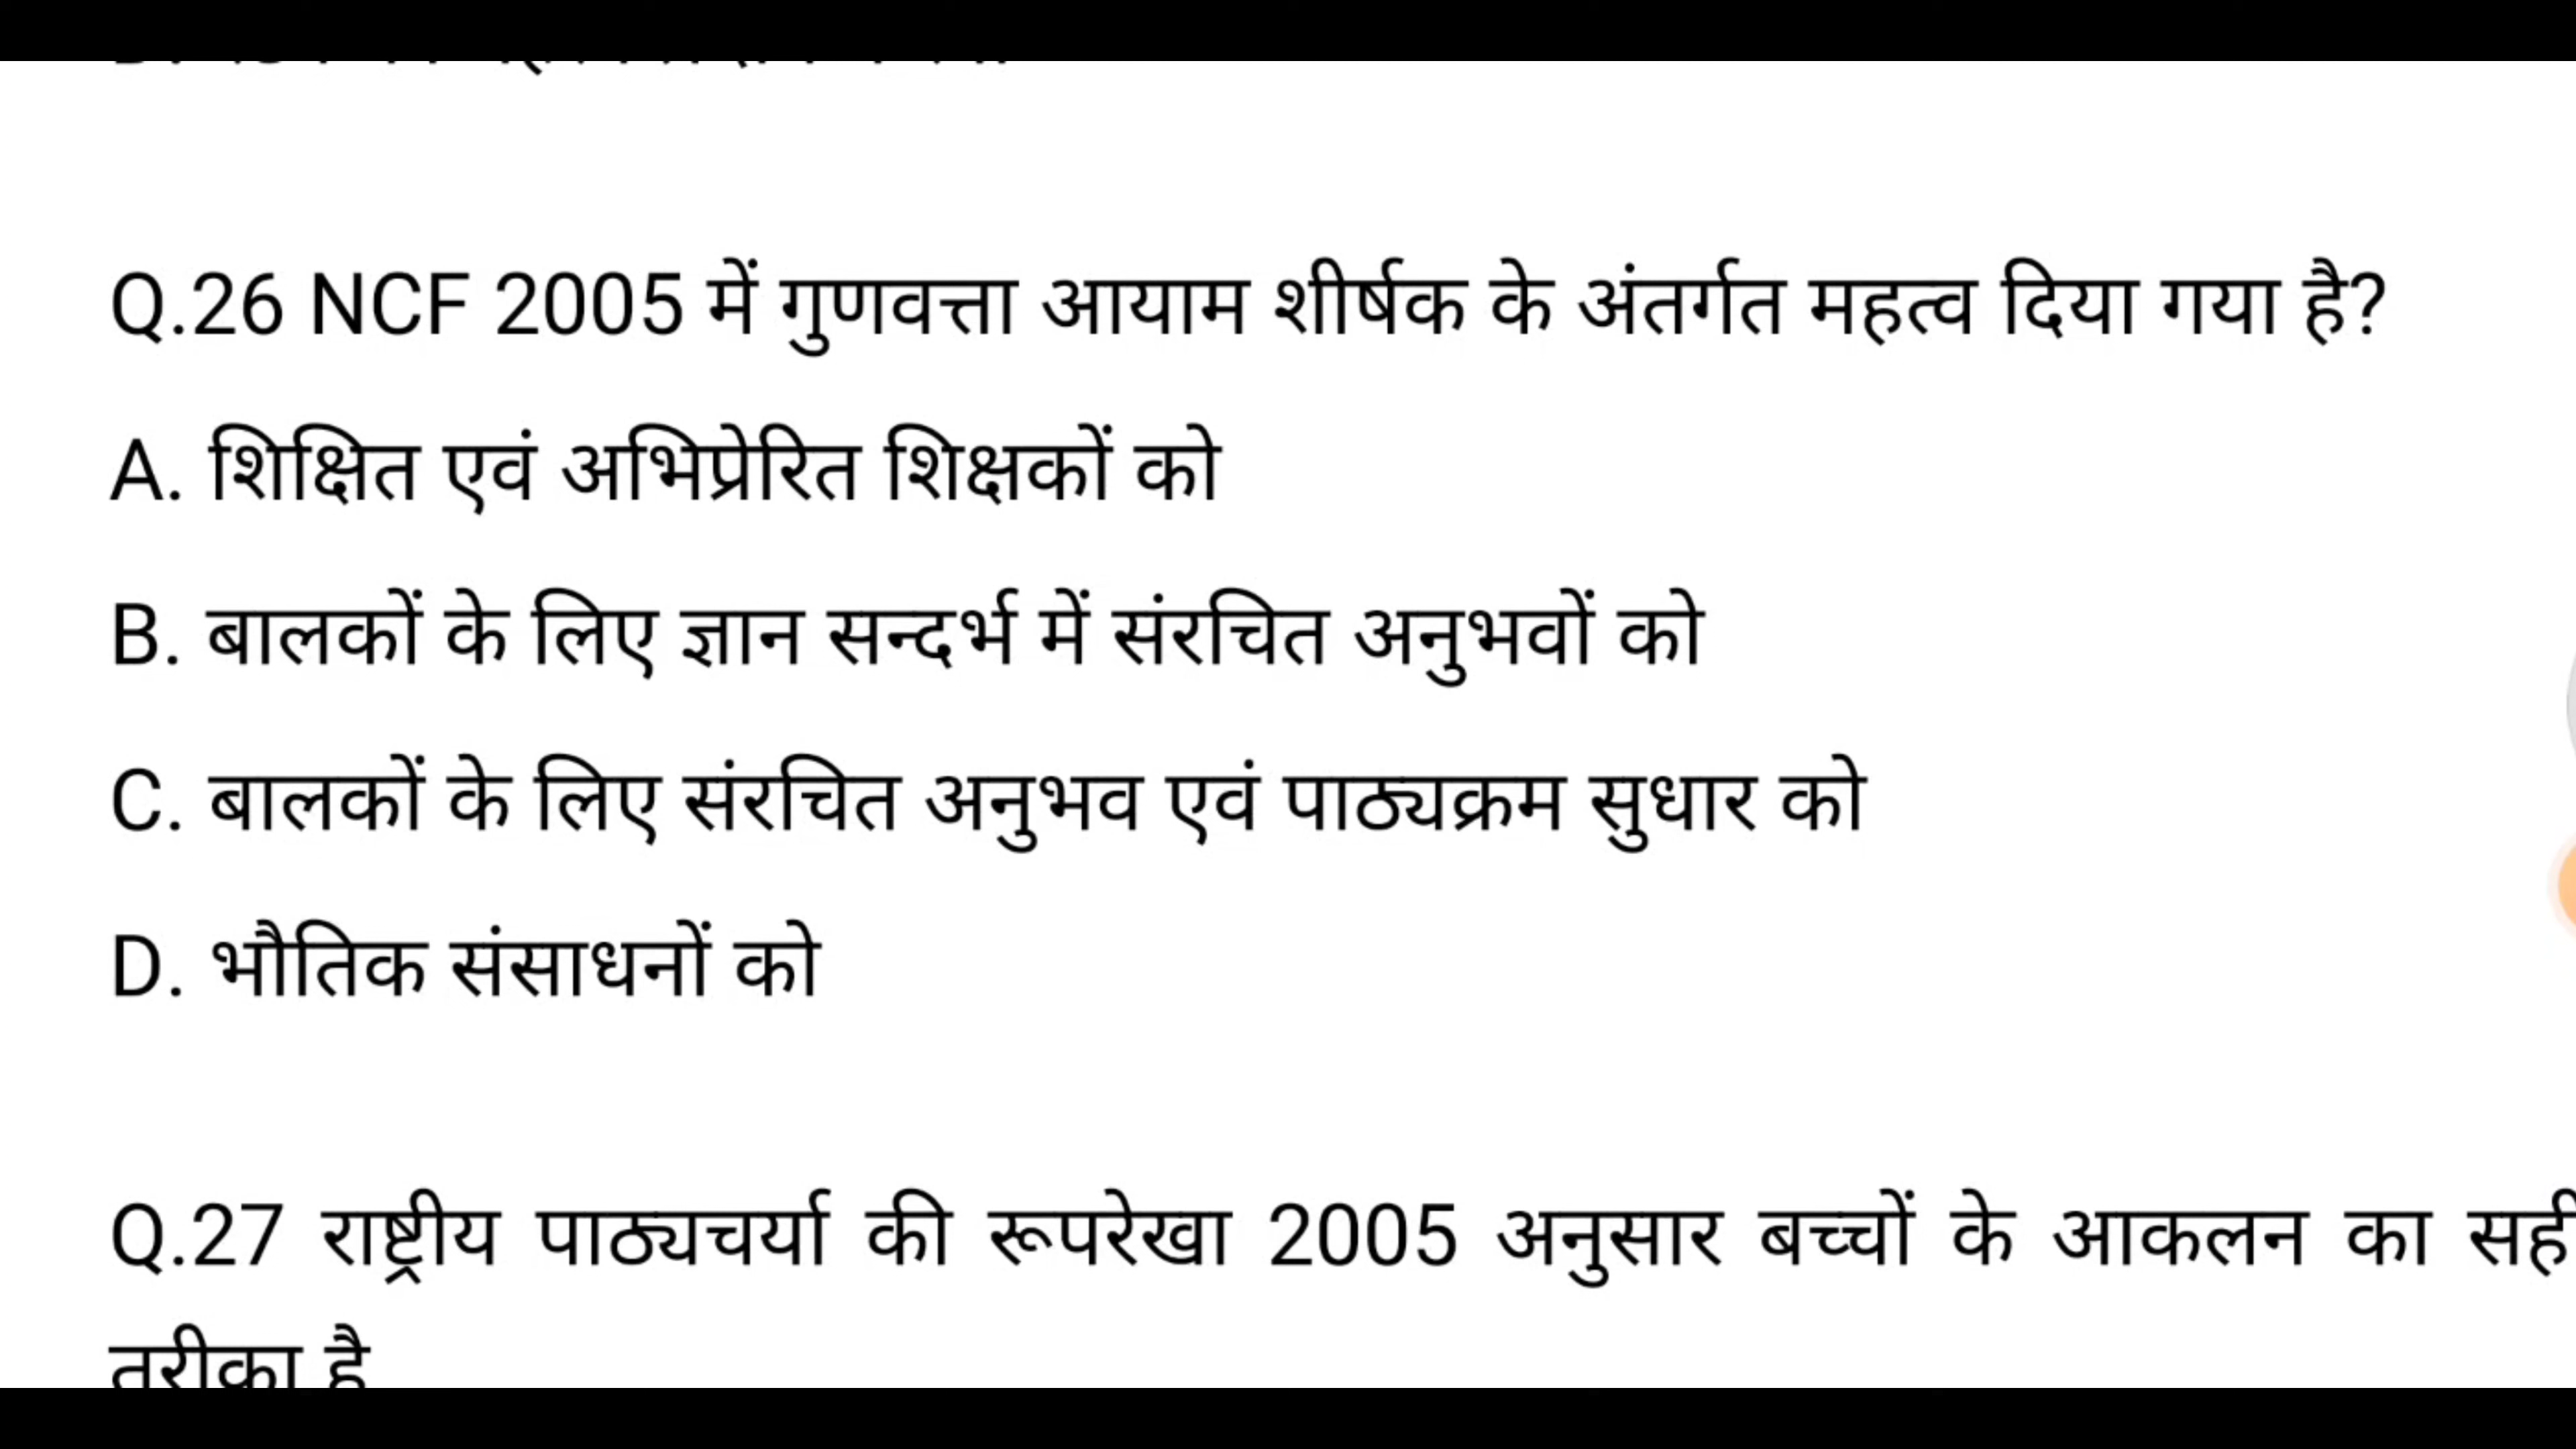 Q.26 NCF 2005 में गुणवत्ता आयाम शीर्षक के अंतर्गत महत्व दिया गया है?
A. शिक्षित एवं अभिप्रेरित शिक्षकों को
B. बालकों के लिए ज्ञान सन्दर्भ में संरचित अनुभवों को
C. बालकों के लिए संरचित अनुभव एवं पाठ्यक्रम सुधार को
D. भौतिक संसाधनों को
Q.27 राष्ट्रीय पाठ्यचर्या की रूपरेखा 2005 अनुसार बच्चों के आकलन का सही
तरीका है